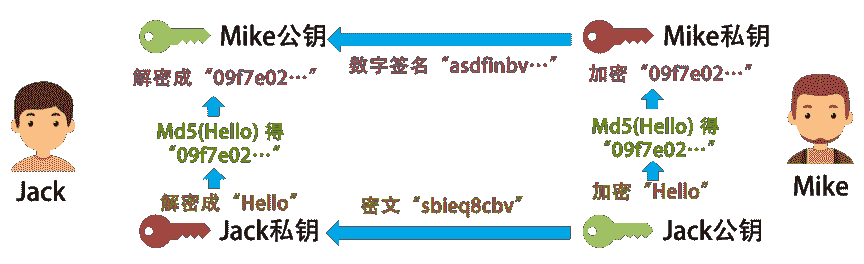 Mike公钥
Mike私钥
数字签名“asdfinbv…”
解密成“09f7e02…”
加密“09f7e02…”
Md5(Hello) 得
“09f7e02…“
Md5(Hello) 得
“09f7e02…“
Jack
Mike
解密成“Hello”
密文“sbieq8cbv”
加密“Hello”
Jack私钥
Jack公钥